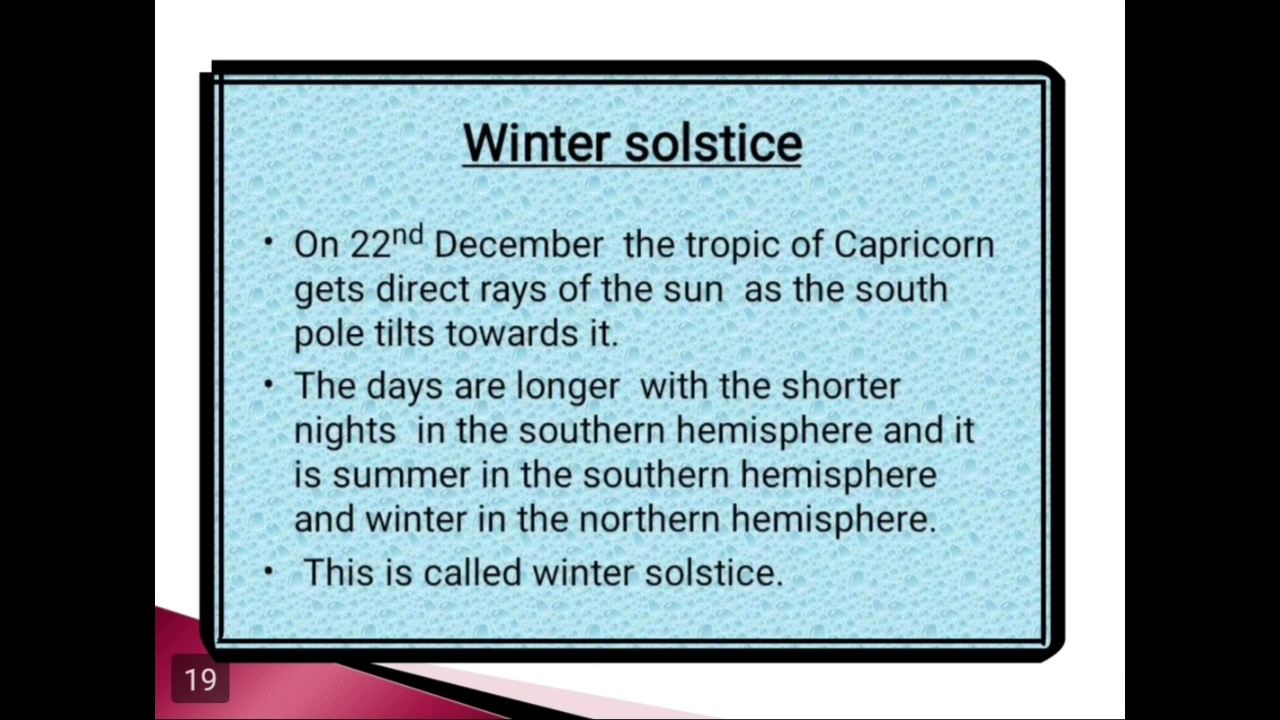 Winter solstice
• On 22nd December the tropic of Capricorn
gets direct rays of the sun as the south
pole tilts towards it.
• The days are longer with the shorter
nights in the southern hemisphere and it
is summer in the southern hemisphere
and winter in the northern hemisphere.
• This is called winter solstice.
19